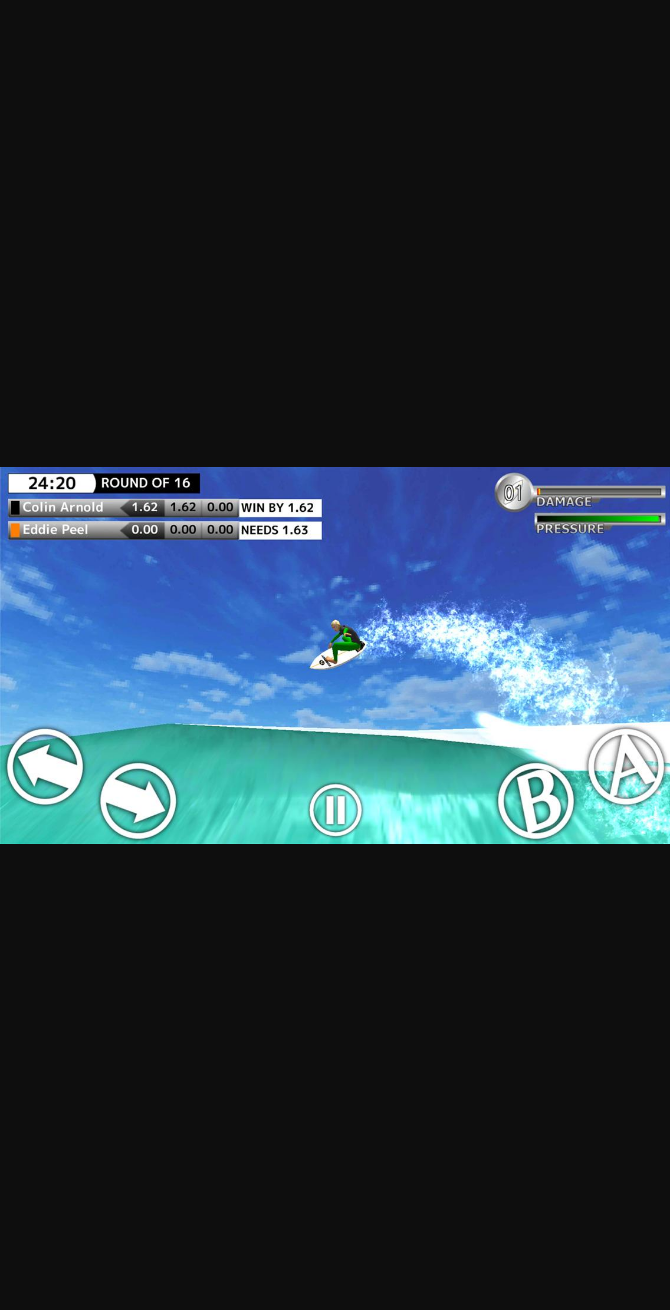 24:20 ROUND OF 16
Colin Arnold 1.62 1.62 0.00 WIN BY 1.62
Eddie Peel 0.00 0.00 0.00 NEEDS 1.63
01
DAMAGE
PRESSURE
B
A